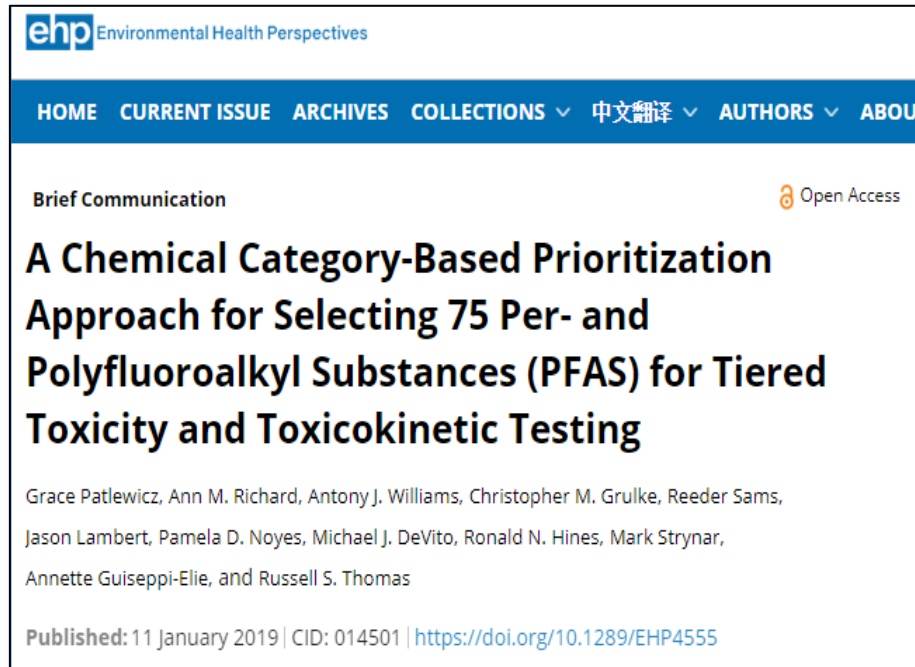 ehp Environmental Health Perspectives
HOME CURRENT ISSUE ARCHIVES COLLECTIONS 中文翻译 AUTHORS ABOU
Brief Communication Open Access
A Chemical Category-Based Prioritization
Approach for Selecting 75 Per- and
Polyfluoroalkyl Substances (PFAS) for Tiered
Toxicity and Toxicokinetic Testing
Grace Patlewicz, Ann M. Richard, Antony J. Williams, Christopher M. Grulke, Reeder Sams,
Jason Lambert, Pamela D. Noyes, Michael J. DeVito, Ronald N. Hines, Mark Strynar,
Annette Guiseppi-Elie, and Russell S. Thomas
Published: 11 January 2019 | CID: 014501 | https://doi.org/10.1289/EHP4555